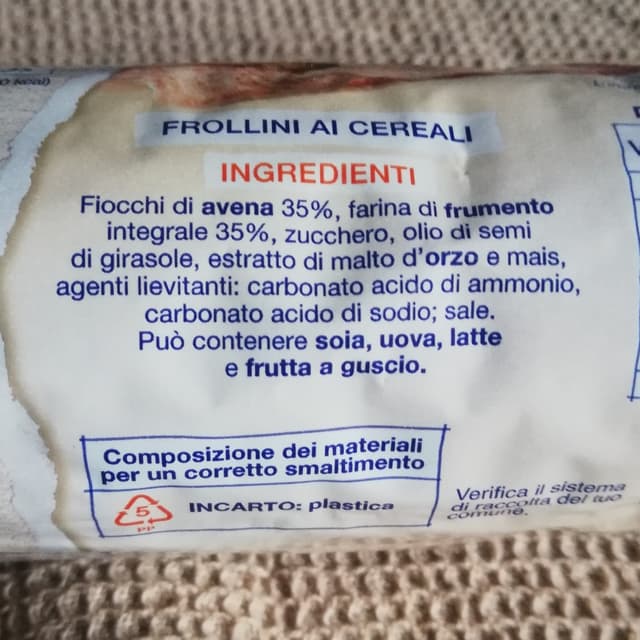 0 kcal)
FROLLINI AI CEREALI
INGREDIENTI
Fiocchi di avena 35%, farina di frumento
integrale 35%, zucchero, olio di semi
di girasole, estratto di malto d'orzo e mais,
agenti lievitanti: carbonato acido di ammonio,
carbonato acido di sodio; sale.
Può contenere soia, uova, latte
e frutta a guscio.
Composizione dei materiali
per un corretto smaltimento
5
PP
INCARTO: plastica
Verifica il sistema
di raccolta del tuo
comune.